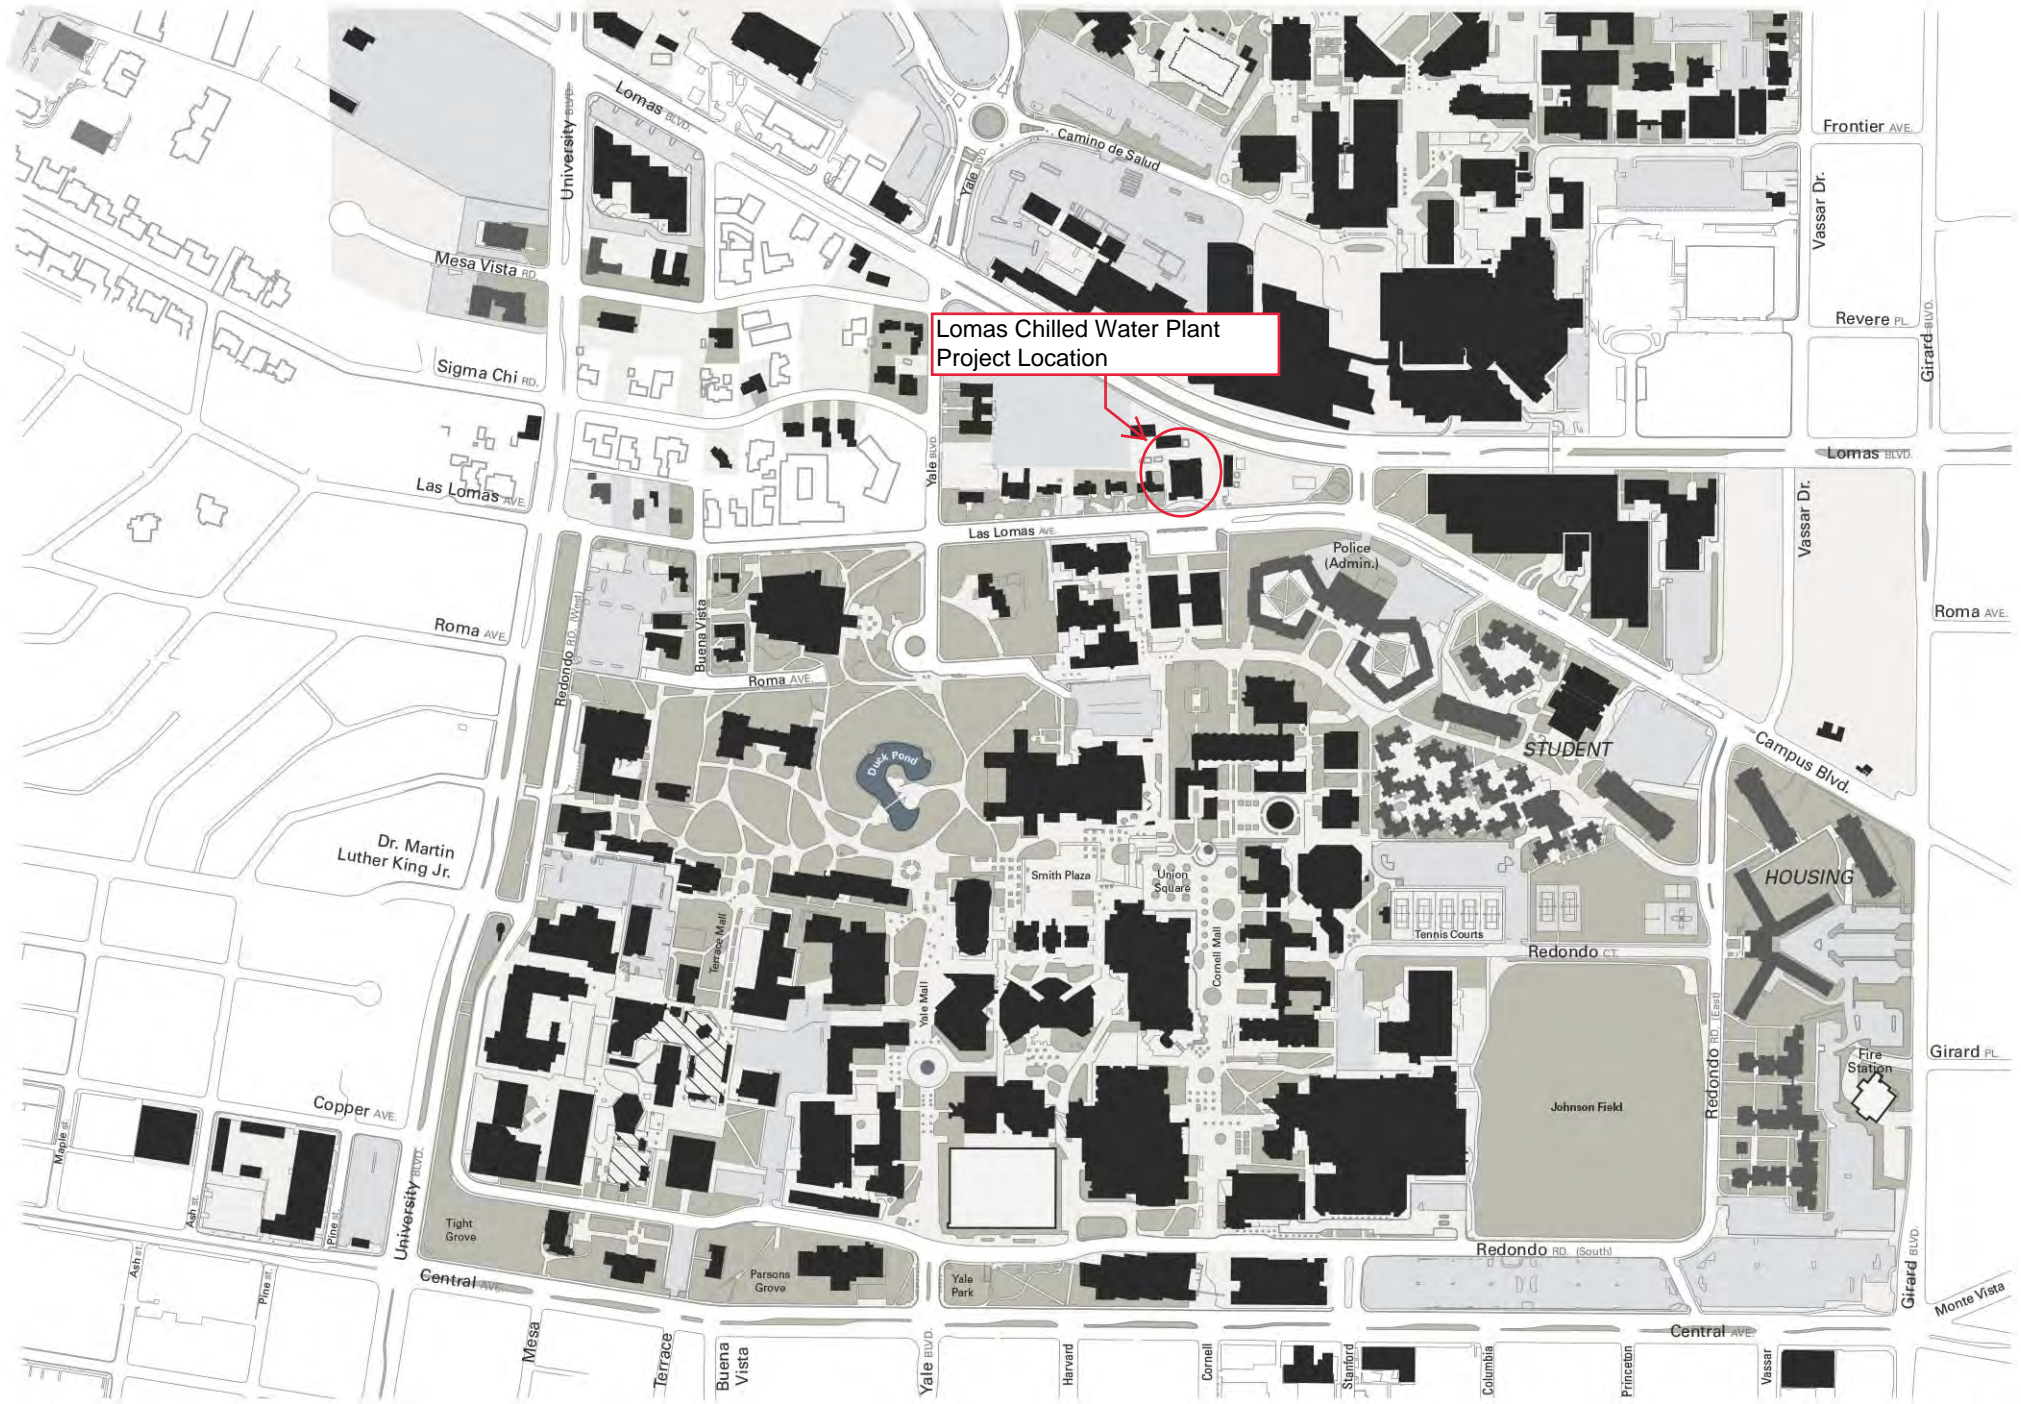 Lomas BLVD.
University BLVD.
Yale BLVD.
Camino de Salud
Frontier AVE.
Vassar Dr.
Mesa Vista RD.
Revere PL.
Girard BLVD.
Lomas Chilled Water Plant
Project Location
Sigma Chi RD.
Yale BLVD.
Lomas BLVD.
Las Lomas AVE.
Vassar Dr.
Las Lomas AVE.
Police
(Admin.)
Redondo RD. (West)
Buena Vista
Roma AVE.
Roma AVE.
Roma AVE.
Duck Pond
STUDENT
Campus Blvd.
Dr. Martin
Luther King Jr.
Smith Plaza
Union
Square
HOUSING
Terrace Mall
Cornell Mall
Tennis Courts
Redondo CT.
Yale Mall
Redondo RD. (East)
Fire
Station
Girard PL.
Copper AVE.
Johnson Field
Maple st.
Ash st.
Pine st.
University BLVD.
Tight
Grove
Redondo RD. (South)
Girard BLVD.
Ash st.
Pine st.
Central AVE.
Parsons
Grove
Yale
Park
Monte Vista
Central AVE.
Mesa
Terrace
Buena
Vista
Yale BLVD.
Harvard
Cornell
Stanford
Columbia
Princeton
Vassar